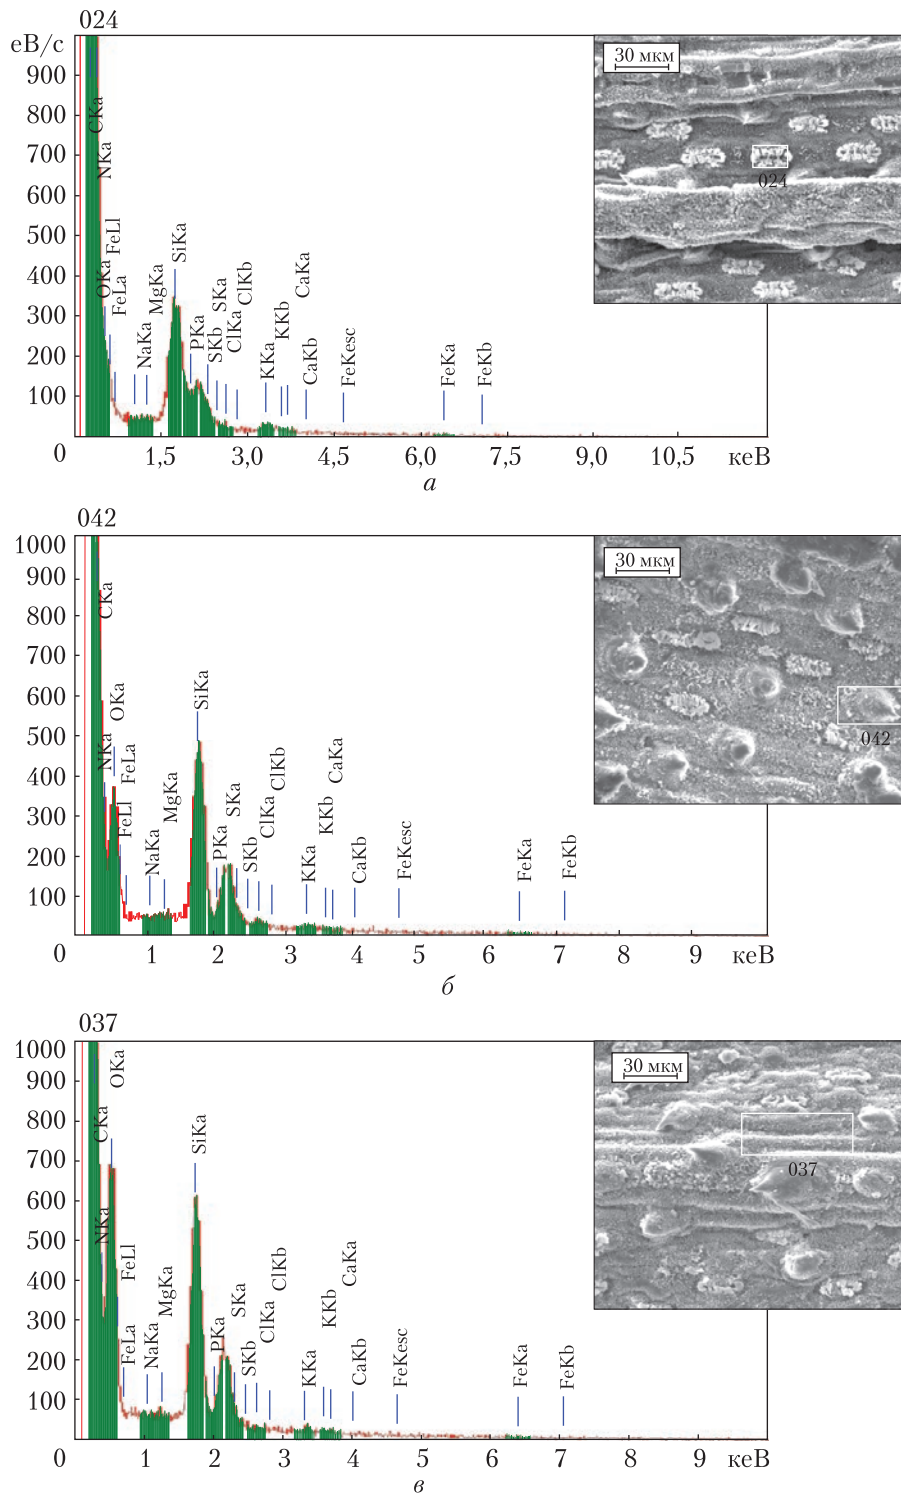 024
еВ/с
900
800
700
600
500
400
300
200
100
0
CKa
NKa
OKa
FeLl
FeLa
NaKa
MgKa
SiKa
PKa
SKb
SKa
ClKa
ClKb
KKa
KKb
CaKa
CaKb
FeKesc
FeKa
FeKb
30 мкм
024
1,5 3,0 4,5 6,0 7,5 9,0 10,5 кеВ
а
042
1000
900
800
700
600
500
400
300
200
100
0
CKa
NKa
OKa
FeLl
FeLa
NaKa
MgKa
SiKa
PKa
SKa
SKb
ClKa
ClKb
KKa
KKb
CaKa
CaKb
FeKesc
FeKa
FeKb
30 мкм
042
1 2 3 4 5 6 7 8 9 кеВ
б
037
1000
900
800
700
600
500
400
300
200
100
0
CKa
NKa
OKa
FeLl
FeLa
NaKa
MgKa
SiKa
PKa
SKa
SKb
ClKa
ClKb
KKa
KKb
CaKa
CaKb
FeKesc
FeKa
FeKb
30 мкм
037
1 2 3 4 5 6 7 8 9 кеВ
в